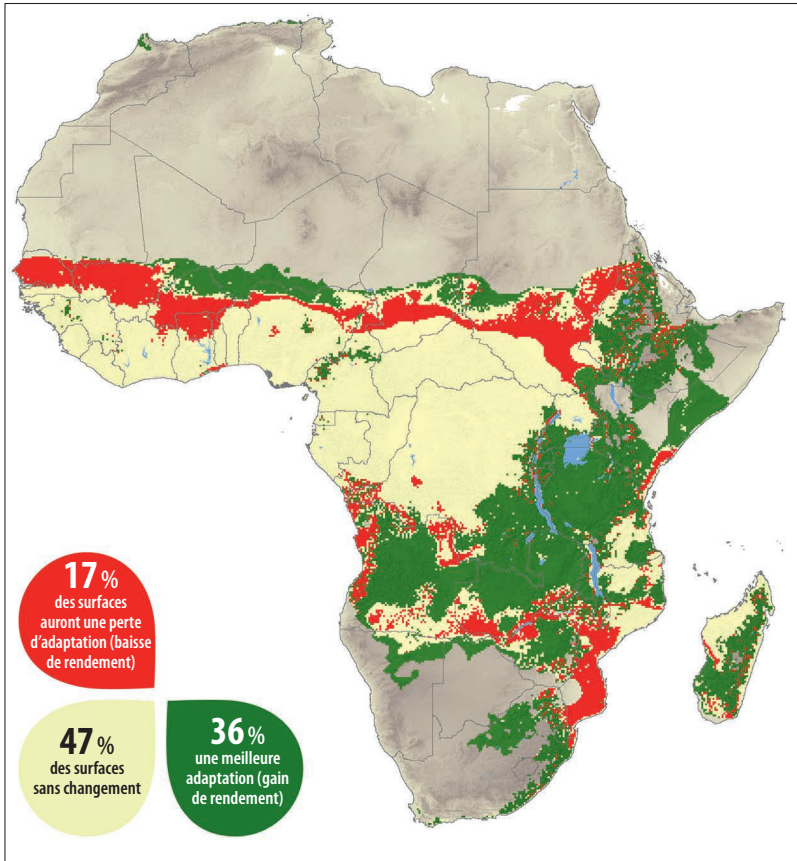 17 %
des surfaces
auront une perte
d'adaptation (baisse
de rendement)
47 %
des surfaces
sans changement
36 %
une meilleure
adaptation (gain
de rendement)